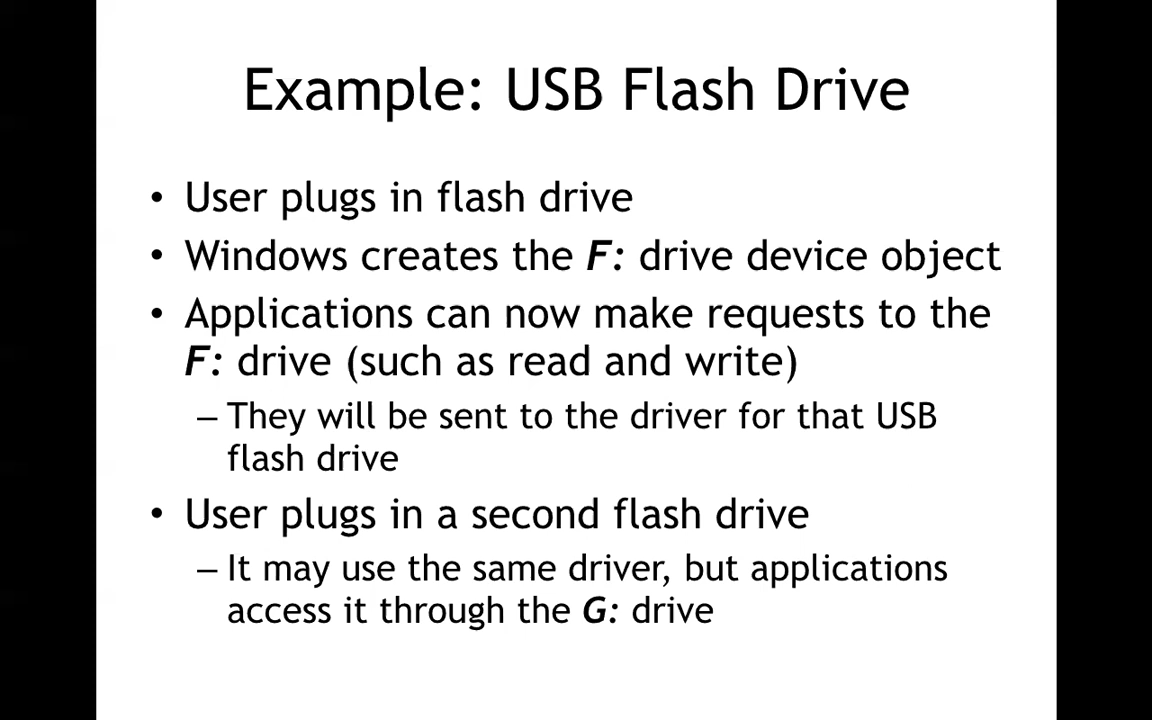 Example: USB Flash Drive
• User plugs in flash drive
• Windows creates the F: drive device object
• Applications can now make requests to the
F: drive (such as read and write)
– They will be sent to the driver for that USB
flash drive
• User plugs in a second flash drive
– It may use the same driver, but applications
access it through the G: drive